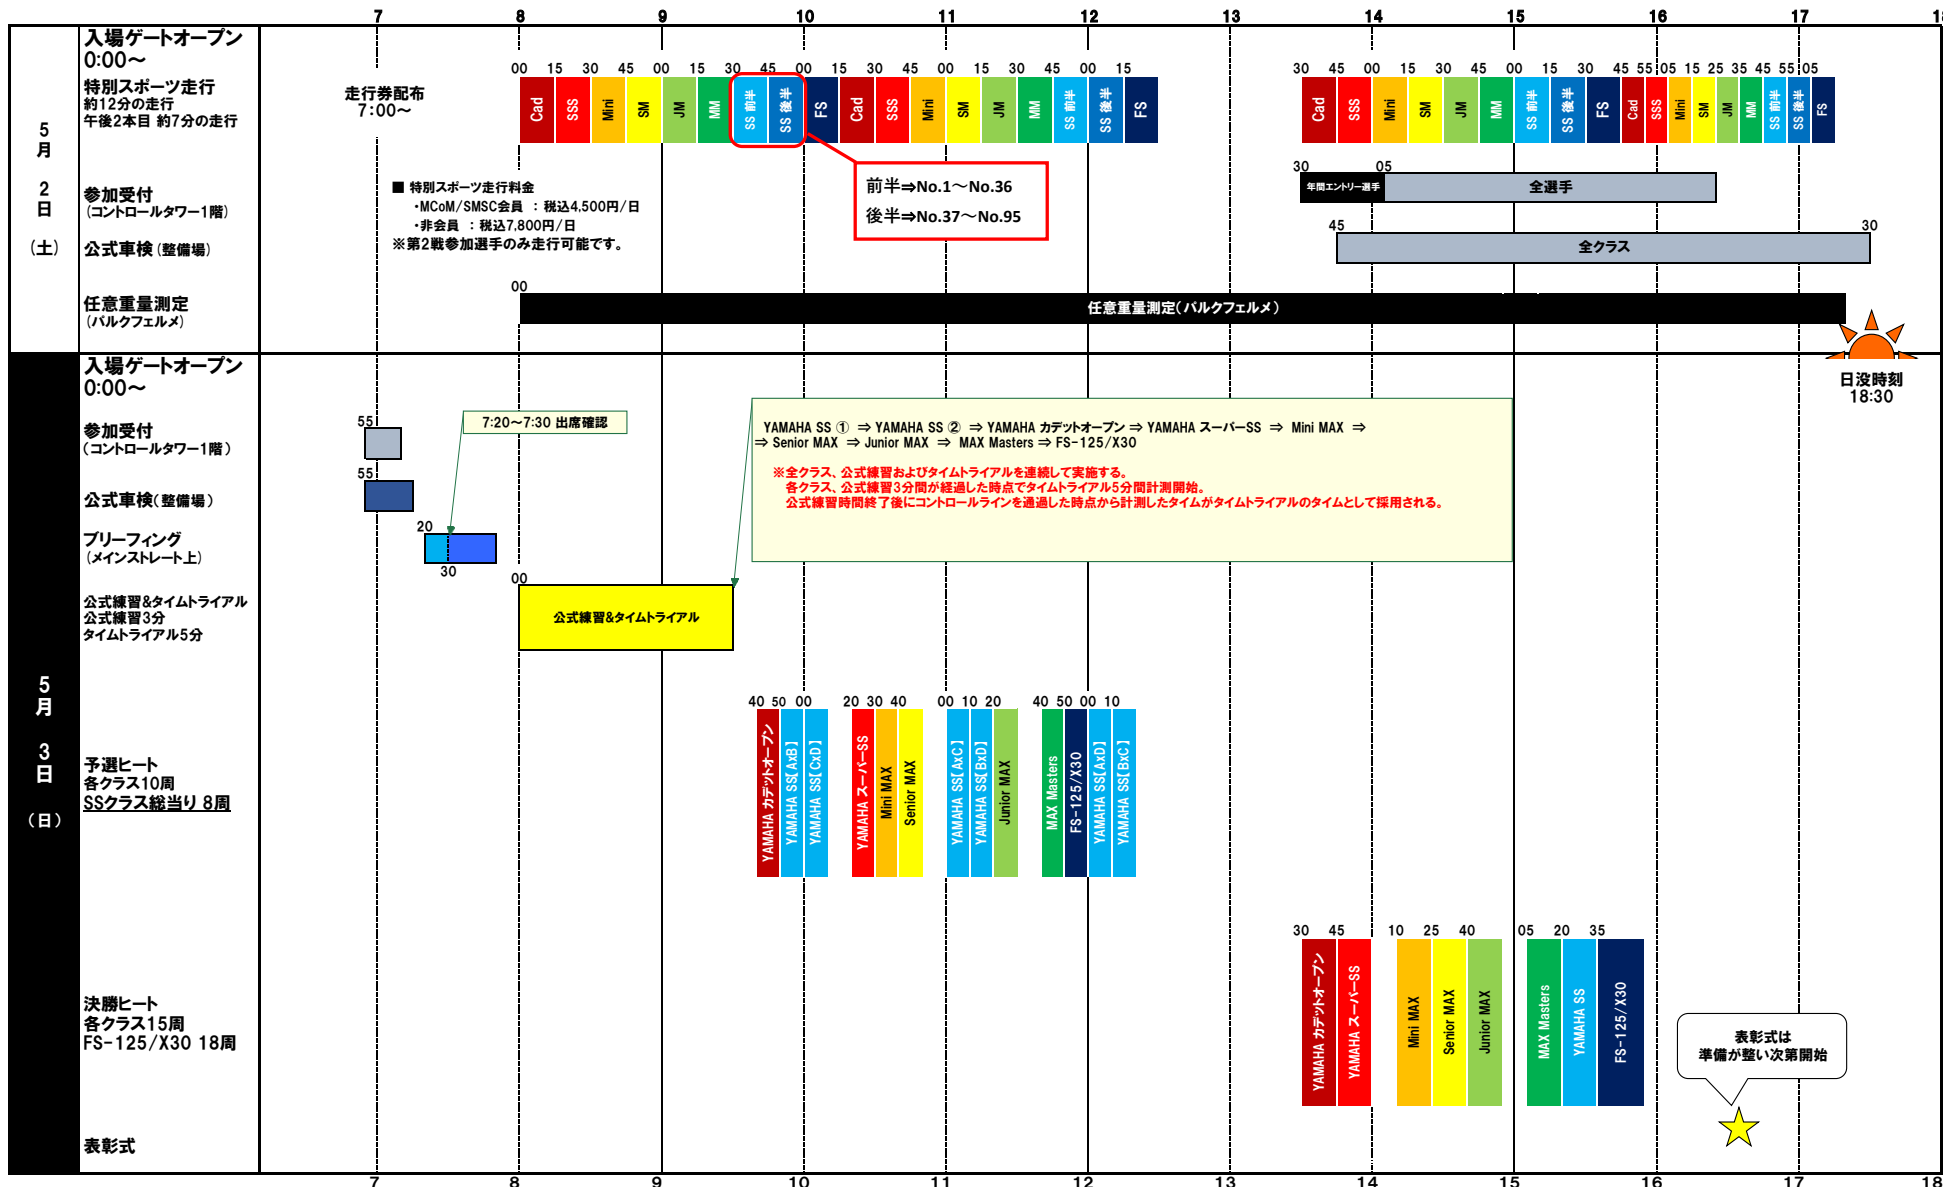 7 8 9 10 11 12 13 14 15 16 17 18
5月2日(土)
入場ゲートオープン
0:00～
特別スポーツ走行
約12分の走行
午後2本目 約7分の走行
走行券配布
7:00～
00 15 30 45 00 15 30 45 00 15 30 45 00 15 30 45 00 15
Cad SSS Mini SM JM MM SS 前半 SS 後半 FS Cad SSS Mini SM JM MM SS 前半 SS 後半 FS
30 45 00 15 30 45 00 15 30 45 55 05 15 25 35 45 55 05
Cad SSS Mini SM JM MM SS 前半 SS 後半 FS Cad SSS Mini SM JM MM SS 前半 SS 後半 FS
前半⇒No.1～No.36
後半⇒No.37～No.95
■ 特別スポーツ走行料金
・MCoM/SMSC会員 ：税込4,500円/日
・非会員 ：税込7,800円/日
※第2戦参加選手のみ走行可能です。
参加受付
(コントロールタワー1階)
30 05
年間エントリー選手 全選手
公式車検(整備場)
45 30
全クラス
任意重量測定
(パルクフェルメ)
00
任意重量測定(パルクフェルメ)
日没時刻
18:30
5月3日(日)
入場ゲートオープン
0:00～
参加受付
(コントロールタワー1階)
55
公式車検(整備場)
55
ブリーフィング
(メインストレート上)
20
30
7:20～7:30 出席確認
公式練習&タイムトライアル
公式練習3分
タイムトライアル5分
00
公式練習&タイムトライアル
YAMAHA SS ① ⇒ YAMAHA SS ② ⇒ YAMAHA カデットオープン ⇒ YAMAHA スーパーSS ⇒ Mini MAX ⇒
⇒ Senior MAX ⇒ Junior MAX ⇒ MAX Masters ⇒ FS-125/X30
※全クラス、公式練習およびタイムトライアルを連続して実施する。
各クラス、公式練習3分間が経過した時点でタイムトライアル5分間計測開始。
公式練習時間終了後にコントロールラインを通過した時点から計測したタイムがタイムトライアルのタイムとして採用される。
予選ヒート
各クラス10周
SSクラス総当り 8周
40 50 00 20 30 40 00 10 20 40 50 00 10
YAMAHA カデットオープン
YAMAHA SS[AxB]
YAMAHA SS[CxD]
YAMAHA スーパーSS
Mini MAX
Senior MAX
YAMAHA SS[AxC]
YAMAHA SS[BxD]
Junior MAX
MAX Masters
FS-125/X30
YAMAHA SS[AxD]
YAMAHA SS[BxC]
決勝ヒート
各クラス15周
FS-125/X30 18周
30 45 10 25 40 05 20 35
YAMAHA カデットオープン
YAMAHA スーパーSS
Mini MAX
Senior MAX
Junior MAX
MAX Masters
YAMAHA SS
FS-125/X30
表彰式は
準備が整い次第開始
表彰式
7 8 9 10 11 12 13 14 15 16 17 18